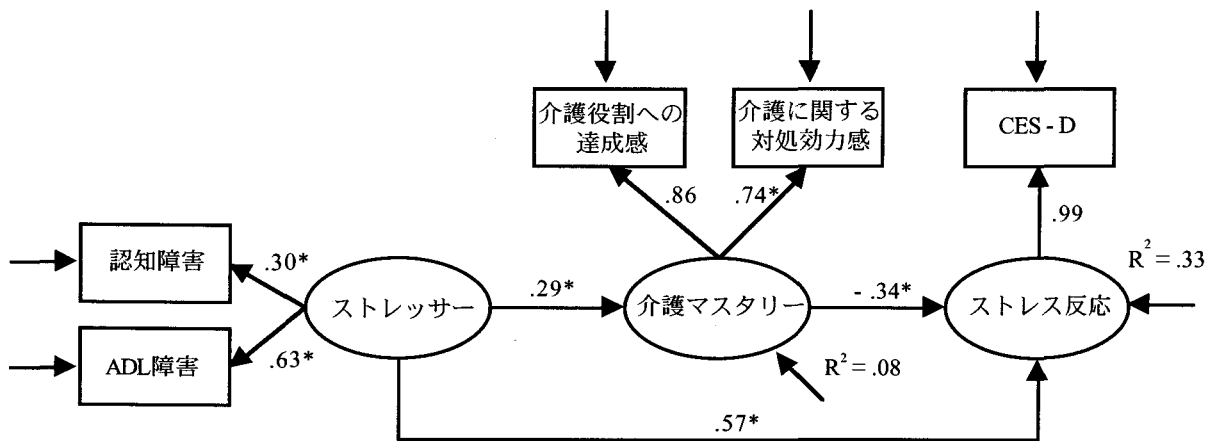 介護役割への
達成感
介護に関する
対処効力感
CES - D
.86
.74*
.99
認知障害
.30*
R² = .33
ストレッサー
.29*
介護マスタリー
- .34*
ストレス反応
ADL障害
.63*
R² = .08
.57*